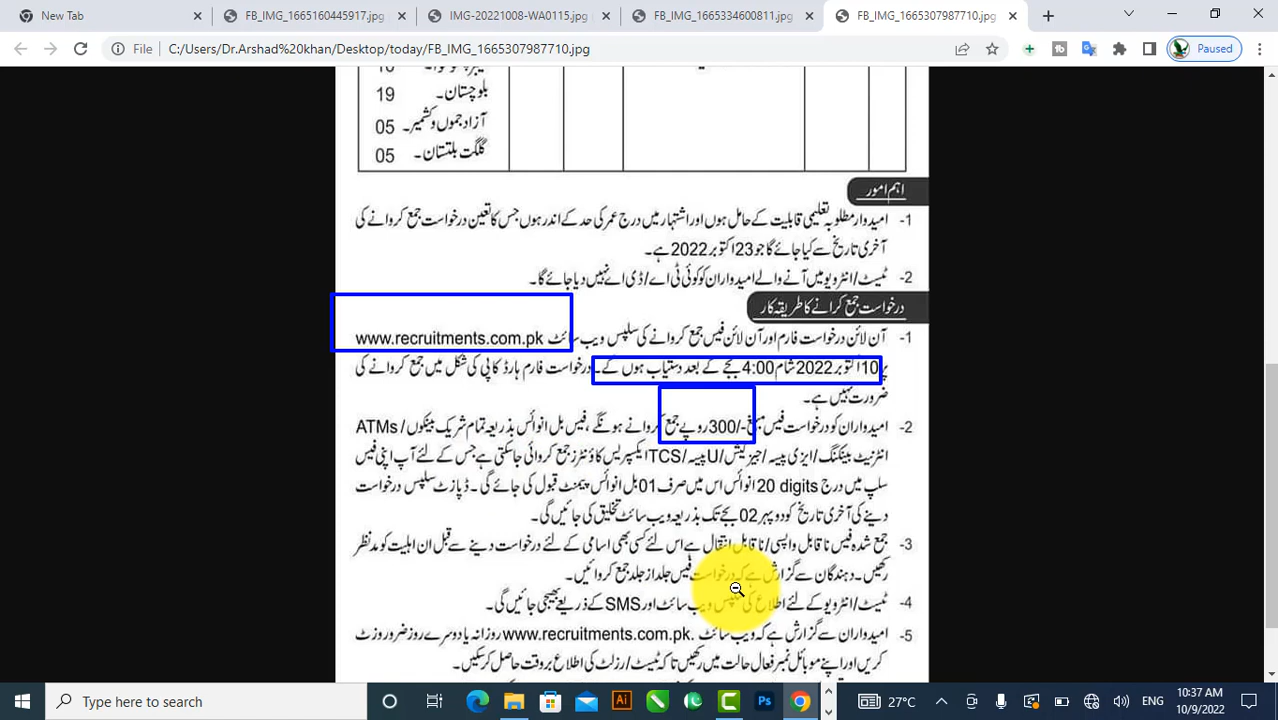 New Tab
FB_IMG_1665160445917.jpg
IMG-20221008-WA0115.jpg
FB_IMG_1665334600811.jpg
FB_IMG_1665307987710.jpg
File C:/Users/Dr.Arshad%20khan/Desktop/today/FB_IMG_1665307987710.jpg
Paused
بلوچستان۔ 19
آزاد جموں و کشمیر۔ 05
گلگت بلتستان۔ 05
اہم امور
1- امیدوار مطلوبہ تعلیمی قابلیت کے حامل ہوں اور اشتہار میں درج عمر کی حد کے اندر ہوں جس کا تعین درخواست جمع کروانے کی
آخری تاریخ سے کیا جائے گا جو 23 اکتوبر 2022 ہے۔
2- ٹیسٹ/انٹرویو میں آنے والے امیدواران کو کوئی ٹی اے/ڈی اے نہیں دیا جائے گا۔
درخواست جمع کرانے کا طریقہ کار
1- آن لائن درخواست فارم اور آن لائن فیس جمع کروانے کی سلپس ویب سائٹ www.recruitments.com.pk
پر 10 اکتوبر 2022 شام 4:00 بجے کے بعد دستیاب ہوں گے۔ درخواست فارم ہارڈ کاپی کی شکل میں جمع کروانے کی
ضرورت نہیں ہے۔
2- امیدواران کو درخواست فیس مبلغ -/300 روپے جمع کروانے ہونگے، فیس بل انوائس بذریعہ تمام شریک بینکوں/ATMs/
انٹرنیٹ بینکنگ/ایزی پیسہ/جیز کیش/Uپیسہ/TCS ایکسپریس کاؤنٹرز جمع کروائی جاسکتی ہے جس کے لئے آپ اپنی فیس
سلپ میں درج 20 digits انوائس اس میں صرف 01 بل انوائس پیمنٹ قبول کی جائے گی۔ ڈپازٹ سلپس درخواست
دینے کی آخری تاریخ کو دوپہر 02 بجے تک بذریعہ ویب سائٹ تخلیق کی جائیں گی۔
3- جمع شدہ فیس ناقابل واپسی/ناقابل انتقال ہے اس لئے کسی بھی اسامی کے لئے درخواست دینے سے قبل ان اہلیت کو مدنظر
رکھیں۔ دہندگان سے گزارش ہے کہ درخواست فیس جلد از جلد جمع کروائیں۔
4- ٹیسٹ/انٹرویو کے لئے اطلاع کی سلپس ویب سائٹ اور SMS کے ذریعے بھیجی جائیں گی۔
5- امیدواران سے گزارش ہے کہ ویب سائٹ www.recruitments.com.pk. روزانہ یا دوسرے روز ضرور وزٹ
کریں اور اپنے موبائل نمبر فعال حالت میں رکھیں تاکہ ٹیسٹ/رزلٹ کی اطلاع بروقت حاصل کرسکیں۔
Type here to search
27°C
ENG
10:37 AM
10/9/2022